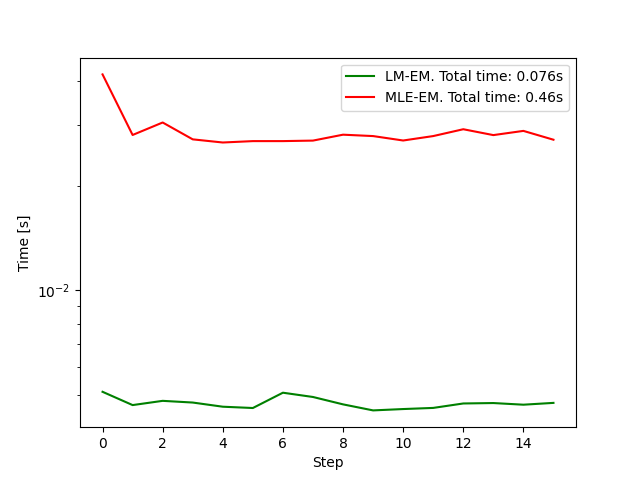 LM-EM. Total time: 0.076s
MLE-EM. Total time: 0.46s
Time [s]
10⁻²
0 2 4 6 8 10 12 14
Step